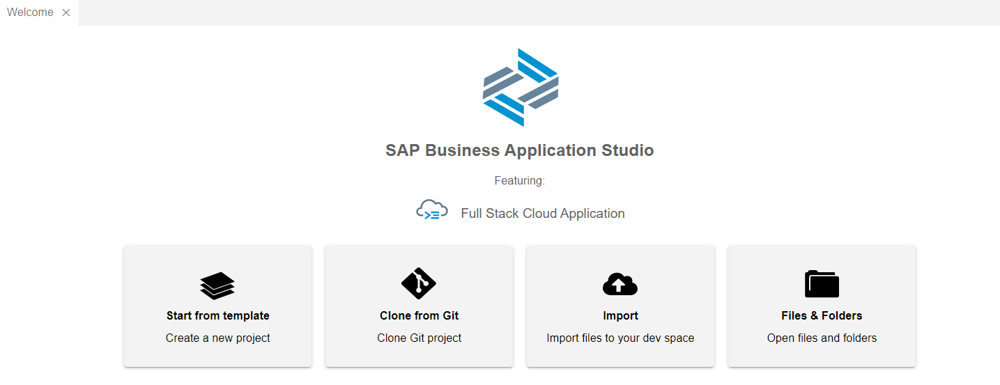 Welcome
SAP Business Application Studio
Featuring:
Full Stack Cloud Application
Start from template
Create a new project
Clone from Git
Clone Git project
Import
Import files to your dev space
Files & Folders
Open files and folders